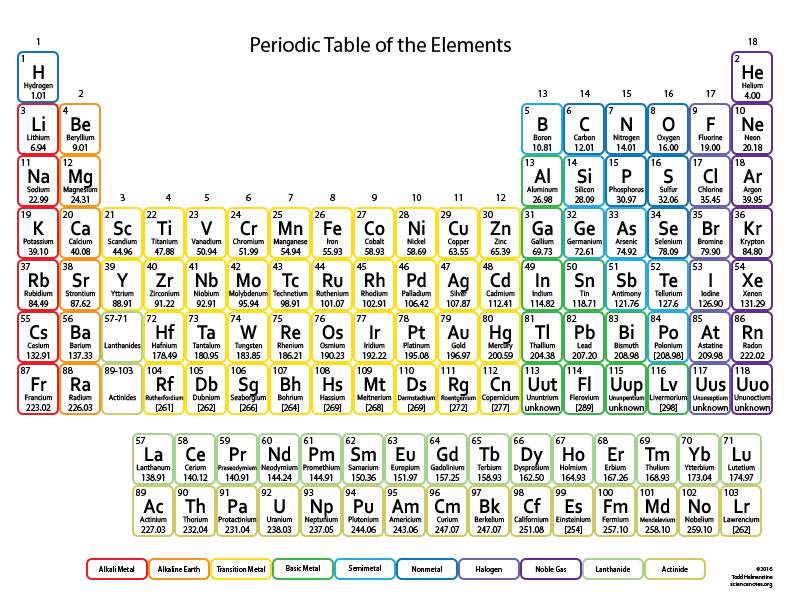 Periodic Table of the Elements
1 18
1 2
H He
Hydrogen Helium
1.01 4.00
2 13 14 15 16 17
3 4 5 6 7 8 9 10
Li Be B C N O F Ne
Lithium Beryllium Boron Carbon Nitrogen Oxygen Fluorine Neon
6.94 9.01 10.81 12.01 14.01 16.00 19.00 20.18
11 12 13 14 15 16 17 18
Na Mg Al Si P S Cl Ar
Sodium Magnesium Aluminum Silicon Phosphorus Sulfur Chlorine Argon
22.99 24.31 26.98 28.09 30.97 32.06 35.45 39.95
3 4 5 6 7 8 9 10 11 12
19 20 21 22 23 24 25 26 27 28 29 30 31 32 33 34 35 36
K Ca Sc Ti V Cr Mn Fe Co Ni Cu Zn Ga Ge As Se Br Kr
Potassium Calcium Scandium Titanium Vanadium Chromium Manganese Iron Cobalt Nickel Copper Zinc Gallium Germanium Arsenic Selenium Bromine Krypton
39.10 40.08 44.96 47.88 50.94 51.99 54.94 55.93 58.93 58.69 63.55 65.39 69.73 72.61 74.92 78.09 79.90 84.80
37 38 39 40 41 42 43 44 45 46 47 48 49 50 51 52 53 54
Rb Sr Y Zr Nb Mo Tc Ru Rh Pd Ag Cd In Sn Sb Te I Xe
Rubidium Strontium Yttrium Zirconium Niobium Molybdenum Technetium Ruthenium Rhodium Palladium Silver Cadmium Indium Tin Antimony Tellurium Iodine Xenon
84.49 87.62 88.91 91.22 92.91 95.94 98.91 101.07 102.91 106.42 107.87 112.41 114.82 118.71 121.76 127.6 126.90 131.29
55 56 57-71 72 73 74 75 76 77 78 79 80 81 82 83 84 85 86
Cs Ba Hf Ta W Re Os Ir Pt Au Hg Tl Pb Bi Po At Rn
Cesium Barium Lanthanides Hafnium Tantalum Tungsten Rhenium Osmium Iridium Platinum Gold Mercury Thallium Lead Bismuth Polonium Astatine Radon
132.91 137.33 178.49 180.95 183.85 186.21 190.23 192.22 195.08 196.97 200.59 204.38 207.20 208.98 [208.98] 209.98 222.02
87 88 89-103 104 105 106 107 108 109 110 111 112 113 114 115 116 117 118
Fr Ra Rf Db Sg Bh Hs Mt Ds Rg Cn Uut Fl Uup Lv Uus Uuo
Francium Radium Actinides Rutherfordium Dubnium Seaborgium Bohrium Hassium Meitnerium Darmstadtium Roentgenium Copernicium Ununtrium Flerovium Ununpentium Livermorium Ununseptium Ununoctium
223.02 226.03 [261] [262] [266] [264] [269] [268] [269] [272] [277] unknown [289] unknown [298] unknown unknown
57 58 59 60 61 62 63 64 65 66 67 68 69 70 71
La Ce Pr Nd Pm Sm Eu Gd Tb Dy Ho Er Tm Yb Lu
Lanthanum Cerium Praseodymium Neodymium Promethium Samarium Europium Gadolinium Terbium Dysprosium Holmium Erbium Thulium Ytterbium Lutetium
138.91 140.12 140.91 144.24 144.91 150.36 151.97 157.25 158.93 162.50 164.93 167.26 168.93 173.04 174.97
89 90 91 92 93 94 95 96 97 98 99 100 101 102 103
Ac Th Pa U Np Pu Am Cm Bk Cf Es Fm Md No Lr
Actinium Thorium Protactinium Uranium Neptunium Plutonium Americium Curium Berkelium Californium Einsteinium Fermium Mendelevium Nobelium Lawrencium
227.03 232.04 231.04 238.03 237.05 244.06 243.06 247.07 247.07 251.08 [254] 257.10 258.10 259.10 [262]
Alkali Metal Alkaline Earth Transition Metal Basic Metal Semimetal Nonmetal Halogen Noble Gas Lanthanide Actinide
©2016
Todd Helmenstine
sciencenotes.org